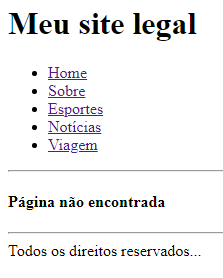 Meu site legal
Home
Sobre
Esportes
Notícias
Viagem
Página não encontrada
Todos os direitos reservados...